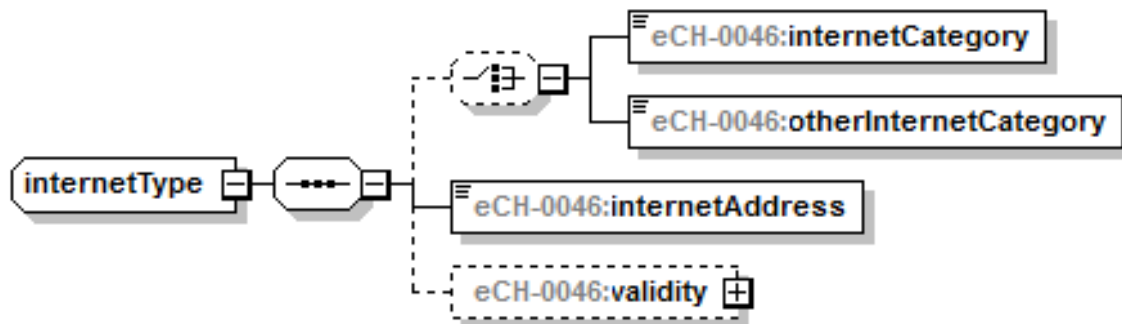 eCH-0046:internetCategory
eCH-0046:otherInternetCategory
internetType
eCH-0046:internetAddress
eCH-0046:validity